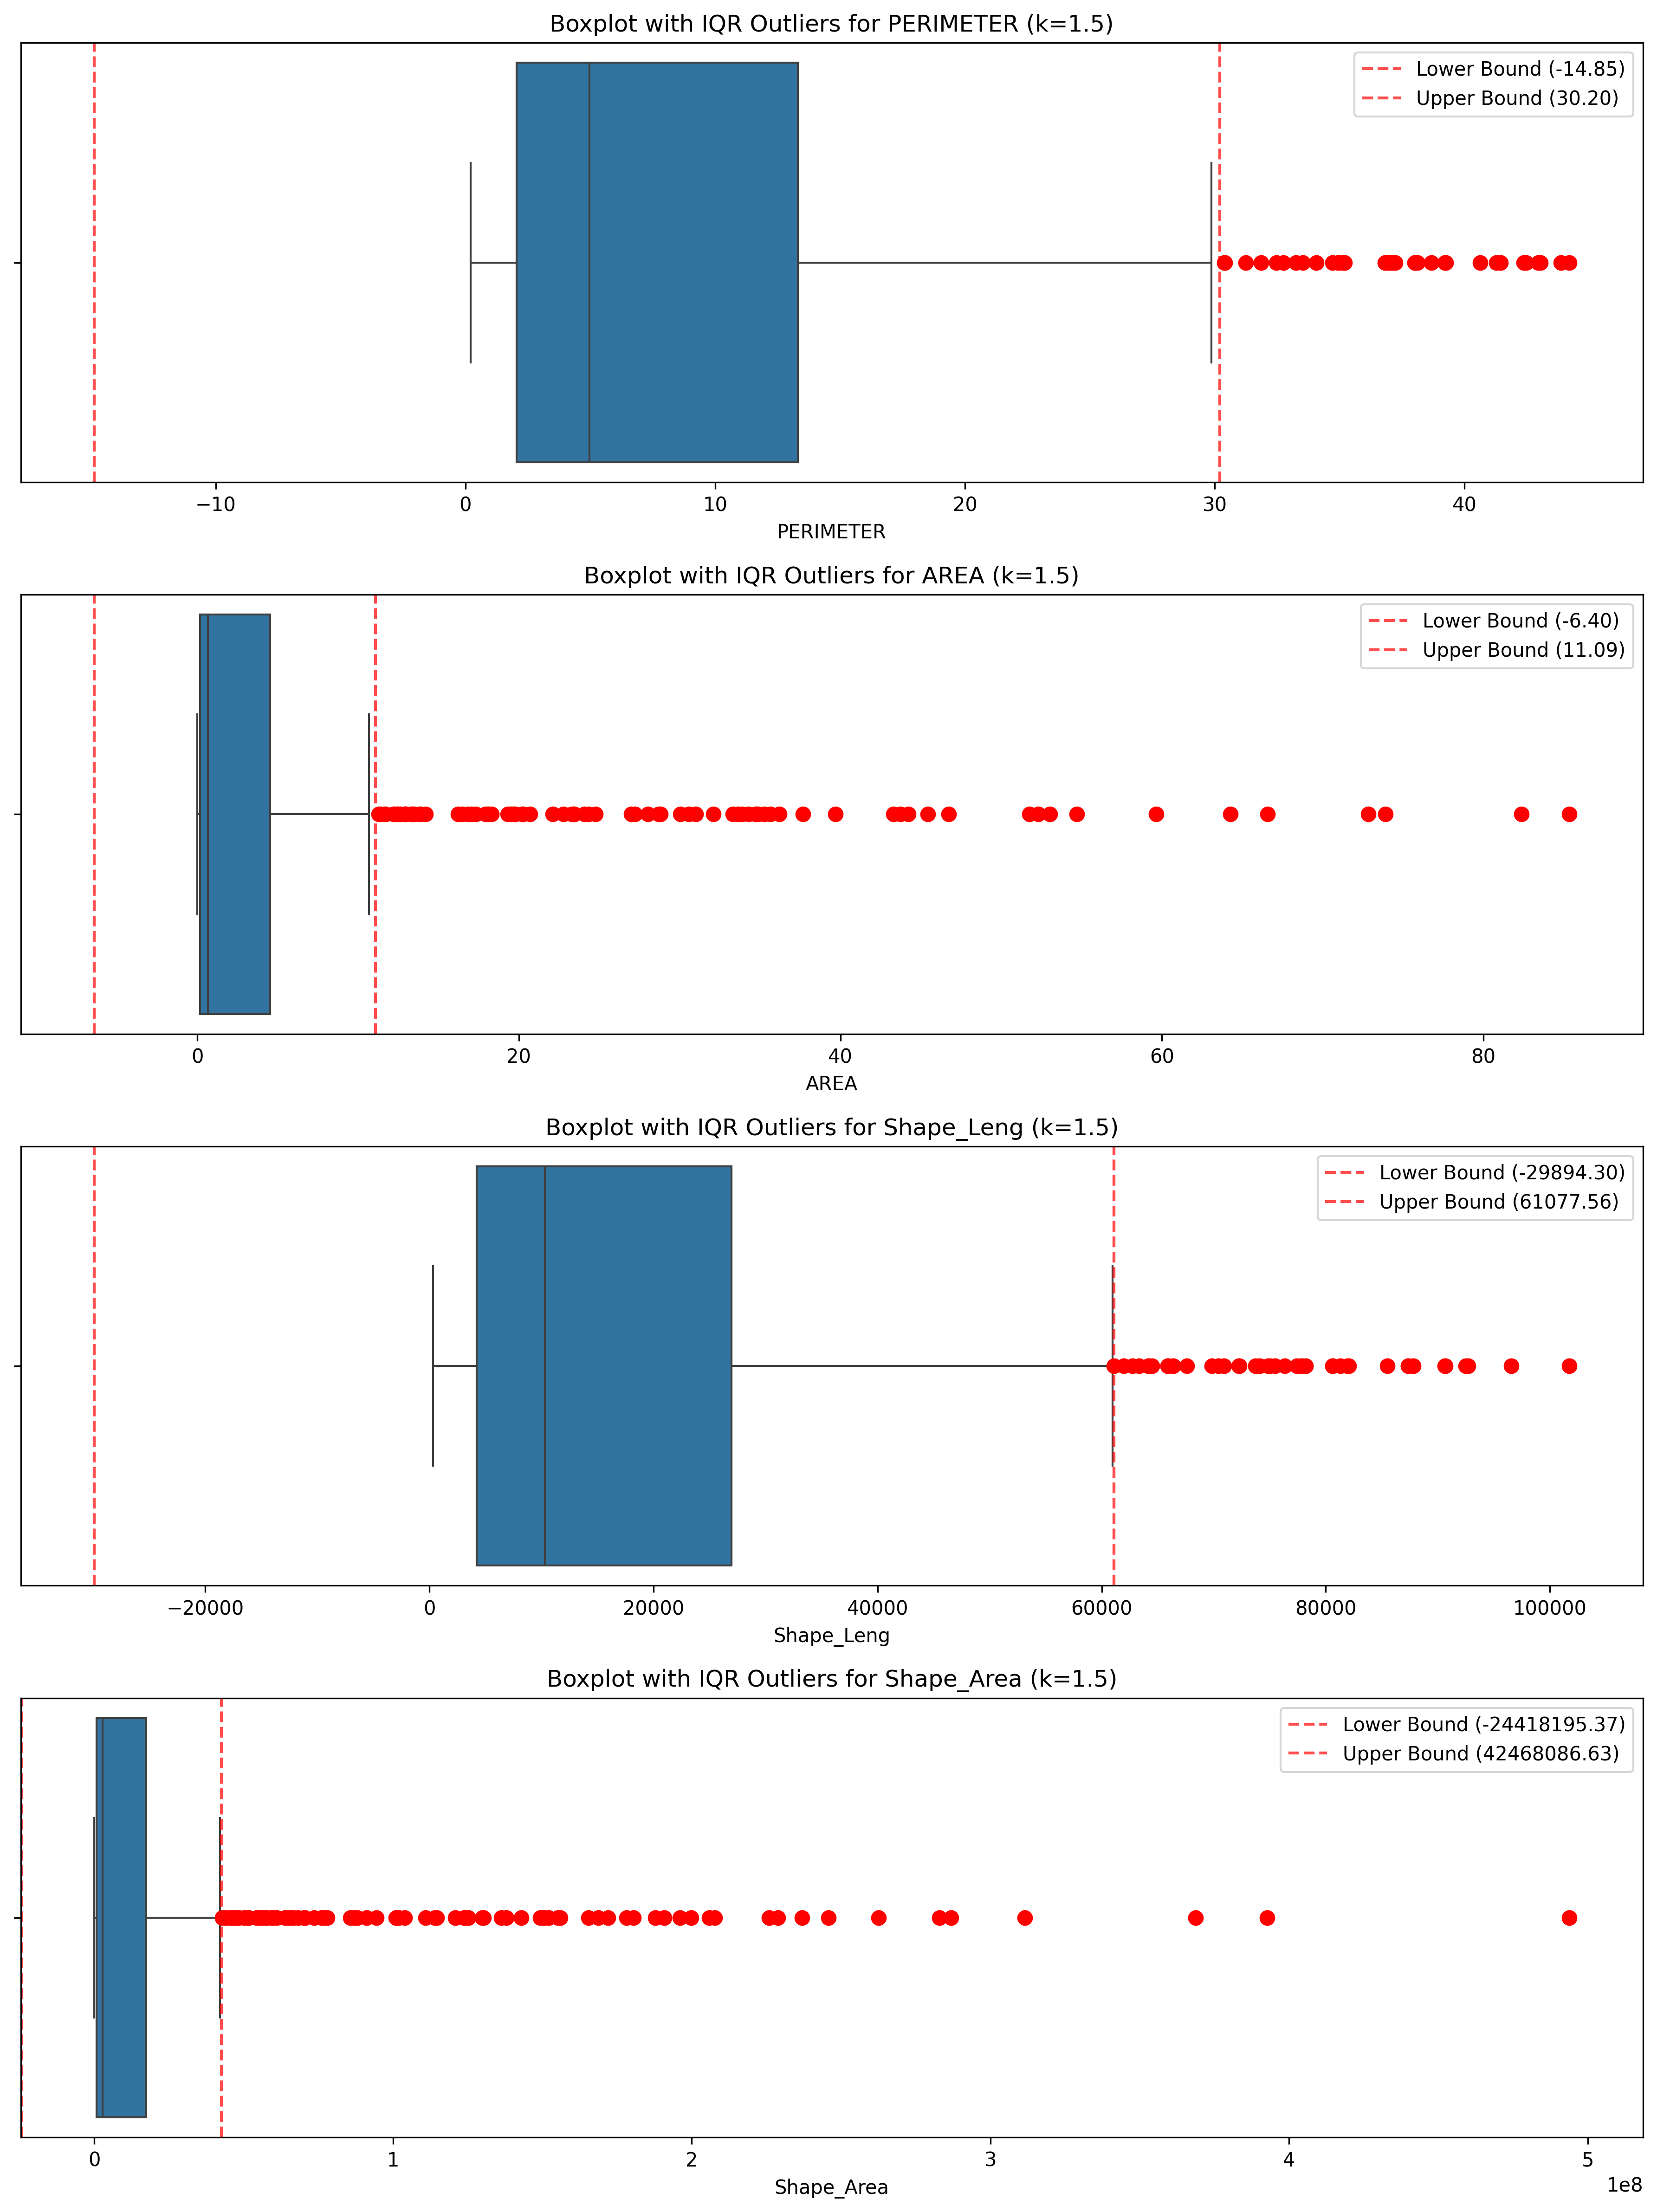 Boxplot with IQR Outliers for PERIMETER (k=1.5)
Lower Bound (-14.85)
Upper Bound (30.20)
−10 0 10 20 30 40
PERIMETER
Boxplot with IQR Outliers for AREA (k=1.5)
Lower Bound (-6.40)
Upper Bound (11.09)
0 20 40 60 80
AREA
Boxplot with IQR Outliers for Shape_Leng (k=1.5)
Lower Bound (-29894.30)
Upper Bound (61077.56)
−20000 0 20000 40000 60000 80000 100000
Shape_Leng
Boxplot with IQR Outliers for Shape_Area (k=1.5)
Lower Bound (-24418195.37)
Upper Bound (42468086.63)
0 1 2 3 4 5
1e8
Shape_Area